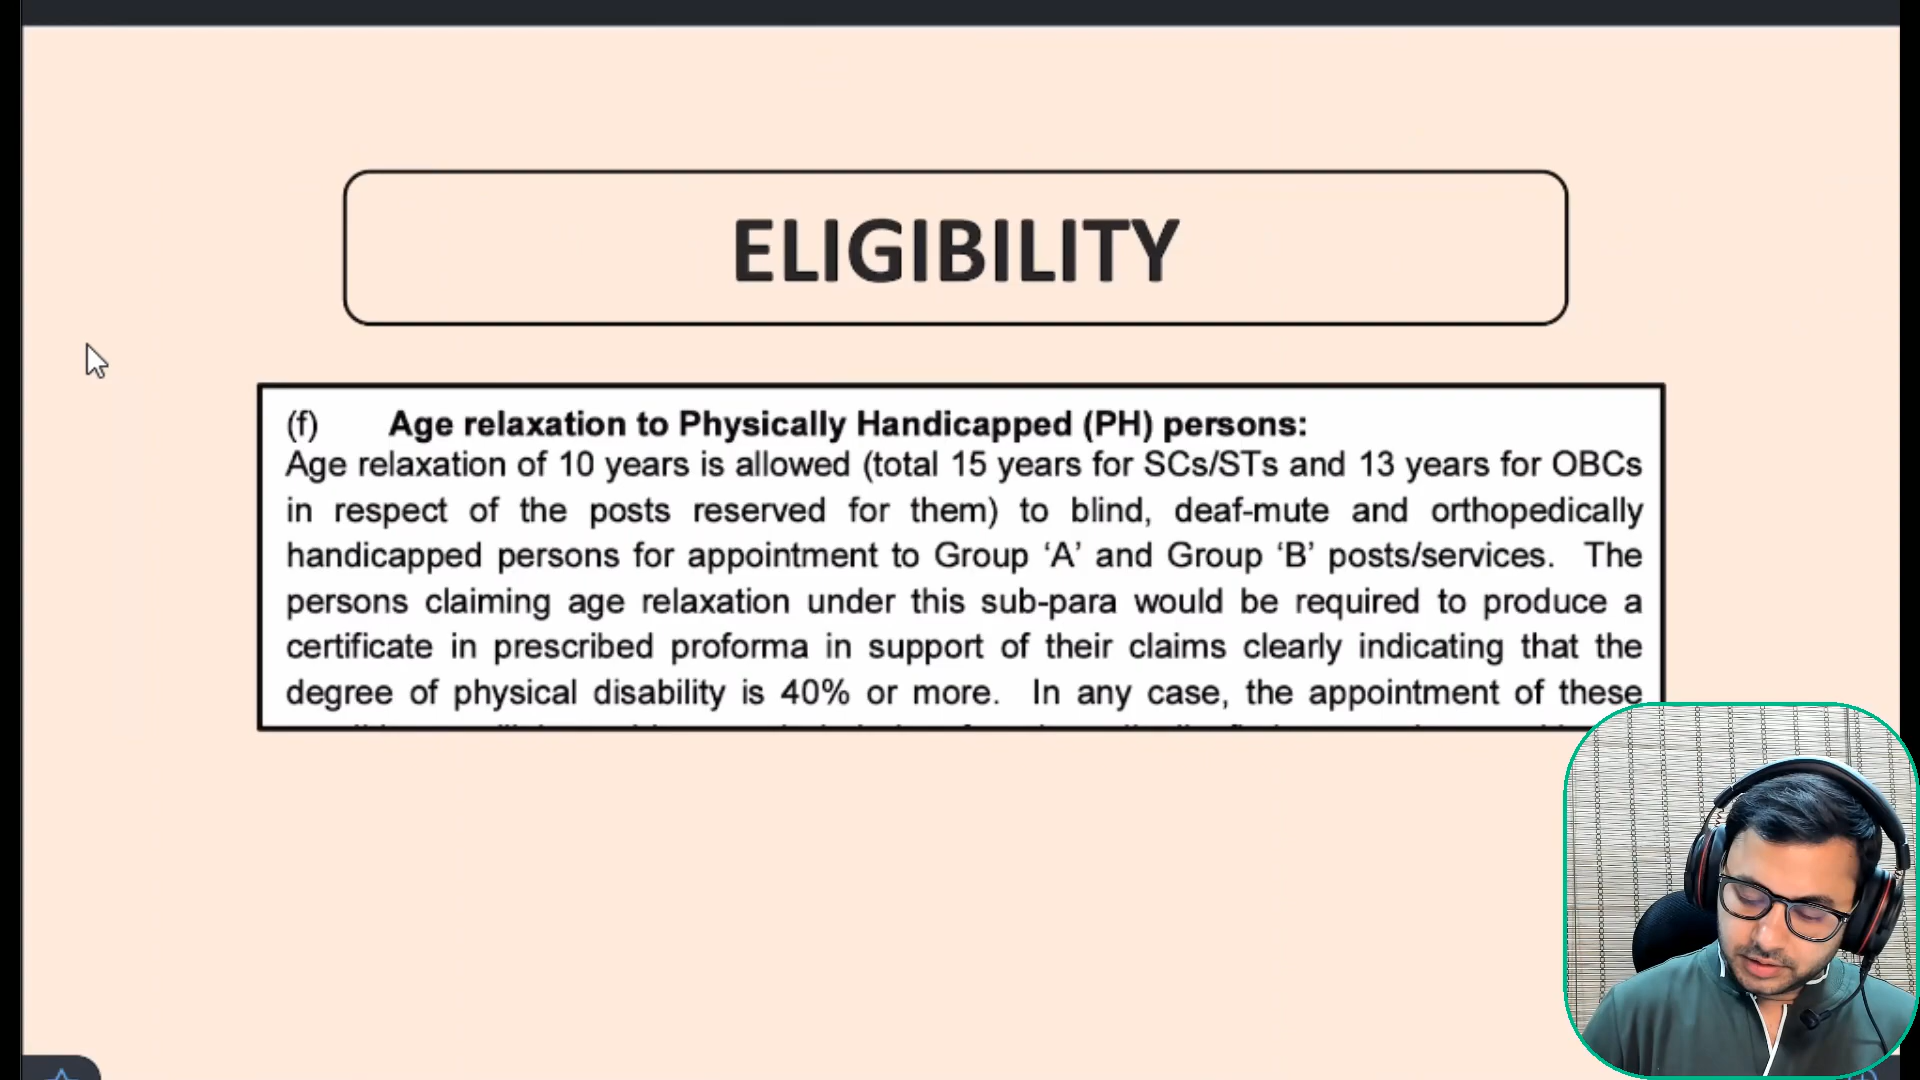 ELIGIBILITY
(f) Age relaxation to Physically Handicapped (PH) persons:
Age relaxation of 10 years is allowed (total 15 years for SCs/STs and 13 years for OBCs
in respect of the posts reserved for them) to blind, deaf-mute and orthopedically
handicapped persons for appointment to Group ‘A’ and Group ‘B’ posts/services. The
persons claiming age relaxation under this sub-para would be required to produce a
certificate in prescribed proforma in support of their claims clearly indicating that the
degree of physical disability is 40% or more. In any case, the appointment of these